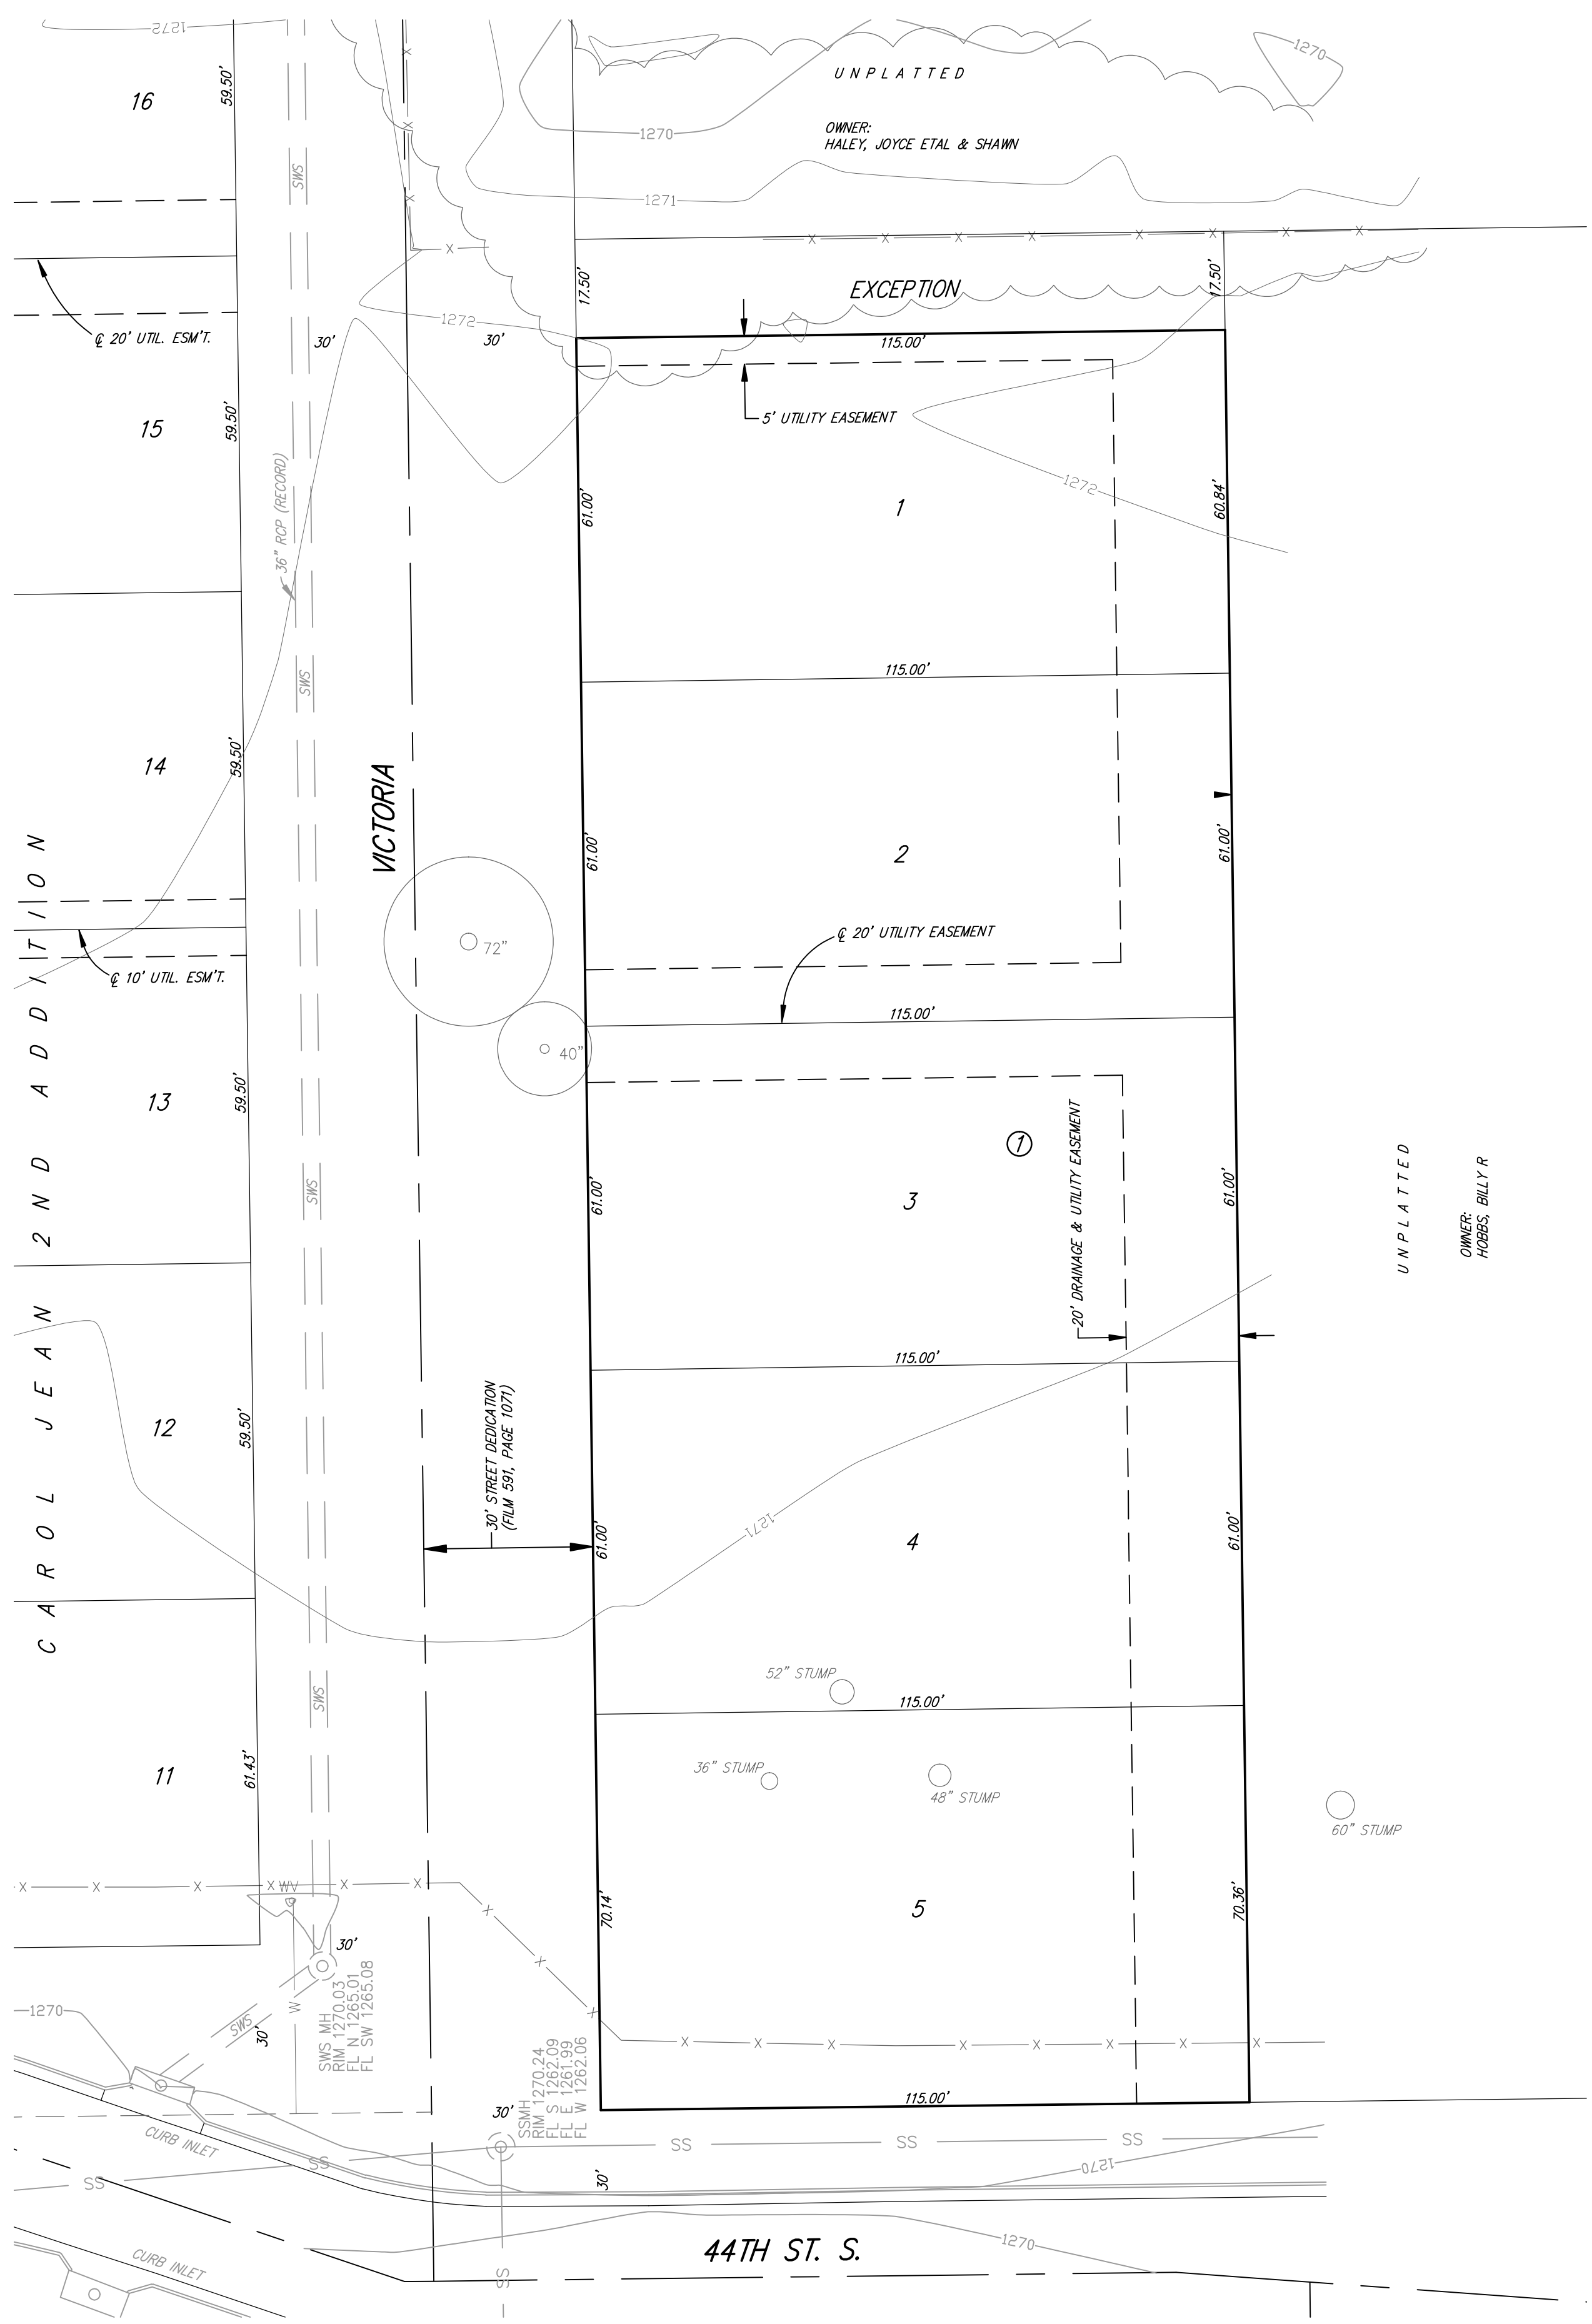 1272
1270
UNPLATTED
16
59.50'
1270
OWNER:
HALEY, JOYCE ETAL & SHAWN
SWS
1271
17.50'
17.50'
EXCEPTION
1272
℄ 20' UTIL. ESM'T.
30'
30'
115.00'
5' UTILITY EASEMENT
15
59.50'
36" RCP (RECORD)
61.00'
1
60.84'
1272
SWS
115.00'
14
59.50'
VICTORIA
61.00'
2
61.00'
℄ 20' UTILITY EASEMENT
72"
℄ 10' UTIL. ESM'T.
115.00'
40"
13
59.50'
CAROL JEAN 2ND ADDITION
SWS
61.00'
3
1
20' DRAINAGE & UTILITY EASEMENT
61.00'
UNPLATTED
OWNER:
HOBBS, BILLY R
115.00'
12
59.50'
30' STREET DEDICATION
(FILM 591, PAGE 1071)
61.00'
1271
4
61.00'
52" STUMP
SWS
115.00'
11
61.43'
36" STUMP
48" STUMP
60" STUMP
WV
70.14'
5
70.36'
30'
SWS MH
RIM 1270.03
FL N 1265.01
FL SW 1265.08
1270
W
SWS
30'
SSMH
RIM 1270.24
FL S 1262.09
FL E 1261.99
FL W 1262.06
30'
115.00'
CURB INLET
SS
SS
SS
SS
SS
30'
1270
44TH ST. S.
1270
CURB INLET
SS